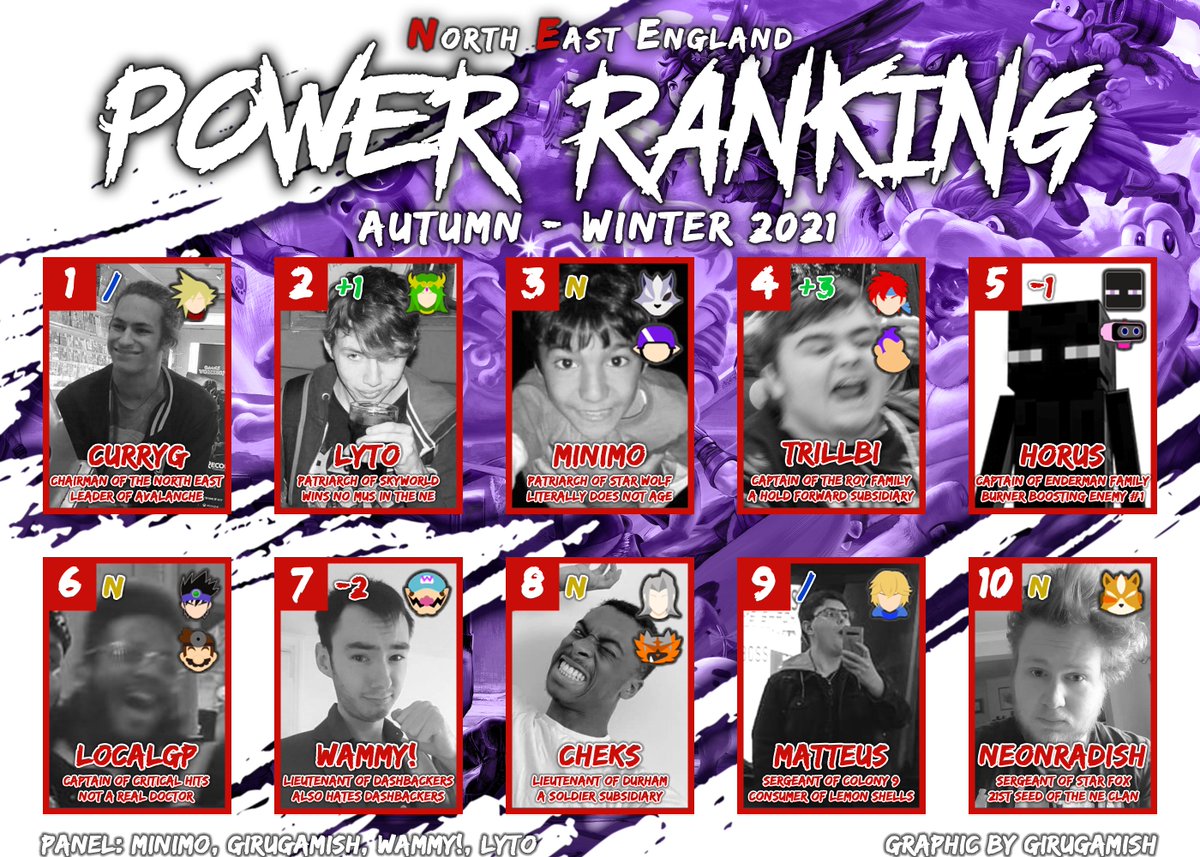 NORTH EAST ENGLAND
POWER RANKING
AUTUMN - WINTER 2021
1 /
CURRYG
CHAIRMAN OF THE NORTH EAST
LEADER OF AVALANCHE
2 +1
LYTO
PATRIARCH OF SKYWORLD
WINS NO MUS IN THE NE
3 N
MINIMO
PATRIARCH OF STAR WOLF
LITERALLY DOES NOT AGE
4 +3
TRILLBI
CAPTAIN OF THE ROY FAMILY
A HOLD FORWARD SUBSIDIARY
5 -1
HORUS
CAPTAIN OF ENDERMAN FAMILY
BURNER BOOSTING ENEMY #1
6 N
LOCALGP
CAPTAIN OF CRITICAL HITS
NOT A REAL DOCTOR
7 -2
WAMMY!
LIEUTENANT OF DASHBACKERS
ALSO HATES DASHBACKERS
8 N
CHEKS
LIEUTENANT OF DURHAM
A SOLDIER SUBSIDIARY
9 /
MATTEUS
SERGEANT OF COLONY 9
CONSUMER OF LEMON SHELLS
10 N
NEONRADISH
SERGEANT OF STAR FOX
21ST SEED OF THE NE CLAN
PANEL: MINIMO, GIRUGAMISH, WAMMY!, LYTO
GRAPHIC BY GIRUGAMISH